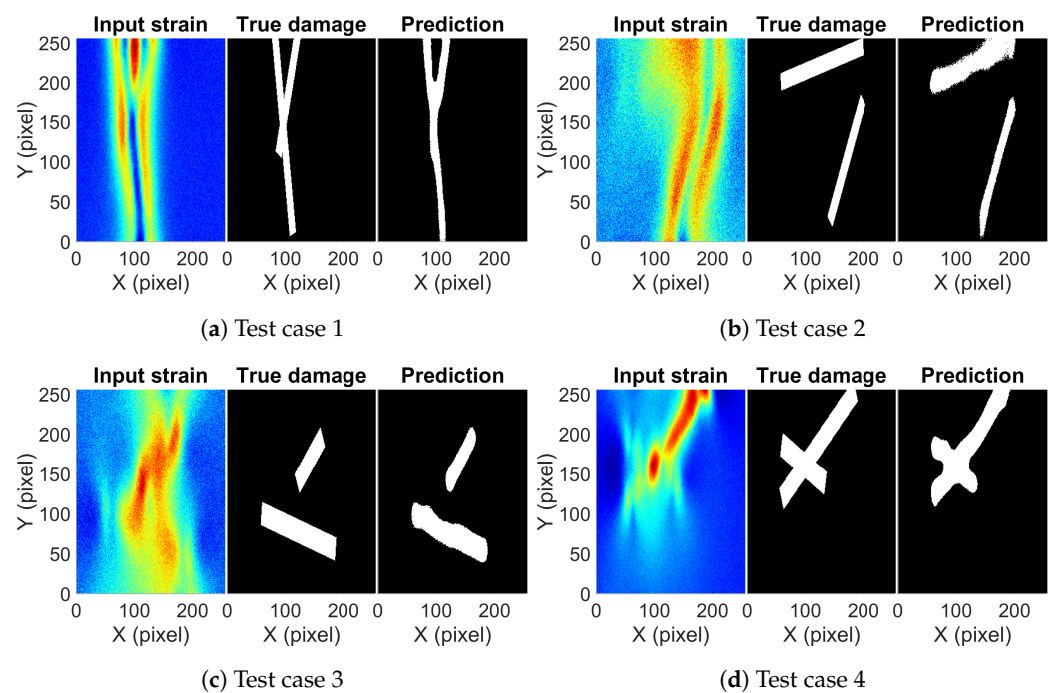 Input strain True damage Prediction
250
200
150
100
50
0
Y (pixel)
0 100 200 0 100 200 0 100 200
X (pixel) X (pixel) X (pixel)
(a) Test case 1
Input strain True damage Prediction
250
200
150
100
50
0
Y (pixel)
0 100 200 0 100 200 0 100 200
X (pixel) X (pixel) X (pixel)
(b) Test case 2
Input strain True damage Prediction
250
200
150
100
50
0
Y (pixel)
0 100 200 0 100 200 0 100 200
X (pixel) X (pixel) X (pixel)
(c) Test case 3
Input strain True damage Prediction
250
200
150
100
50
0
Y (pixel)
0 100 200 0 100 200 0 100 200
X (pixel) X (pixel) X (pixel)
(d) Test case 4